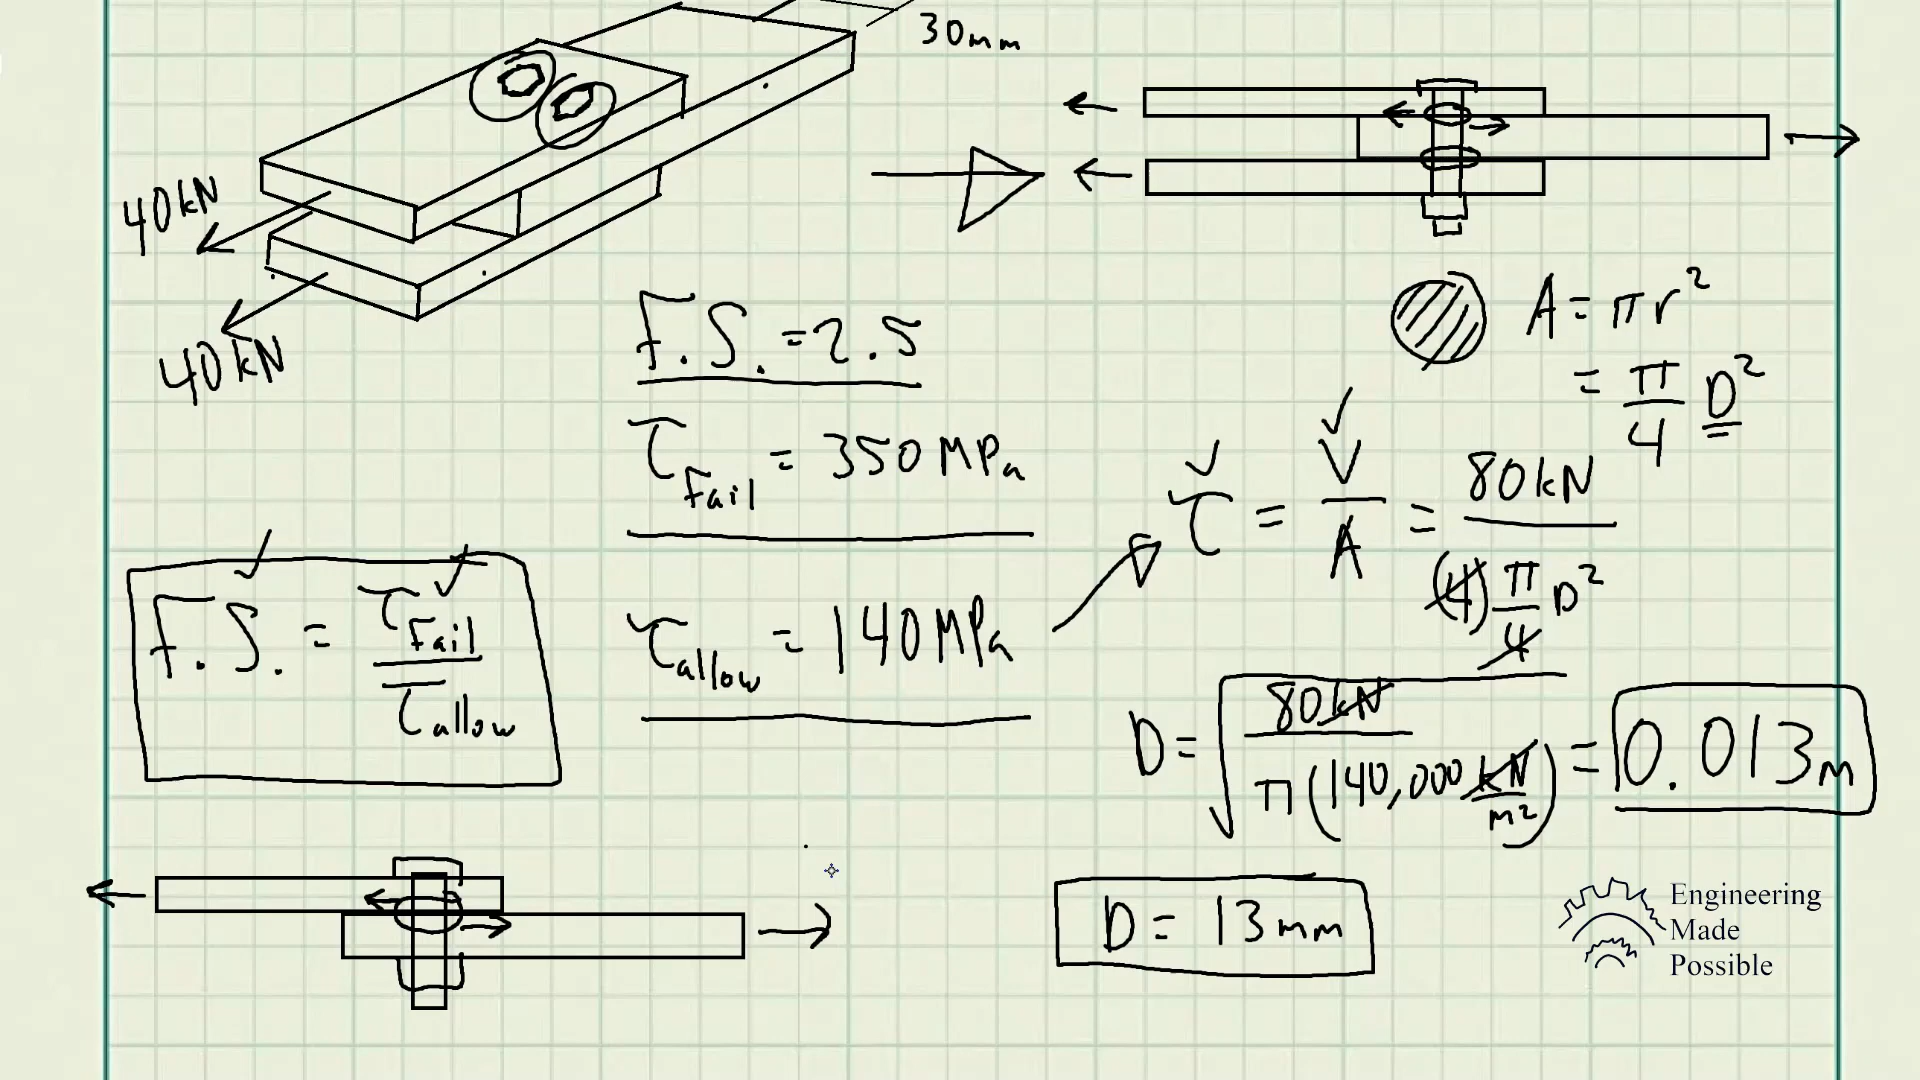 30mm
40kN
40kN
F.S. = 2.5
τFail = 350 MPa
τallow = 140 MPa
F.S. = τFail / τallow
A = πr²
= π/4 D²
τ = V/A = 80kN / (4) π/4 D²
D = √(80kN / π(140,000 kN/m²)) = 0.013m
D = 13mm
Engineering
Made
Possible